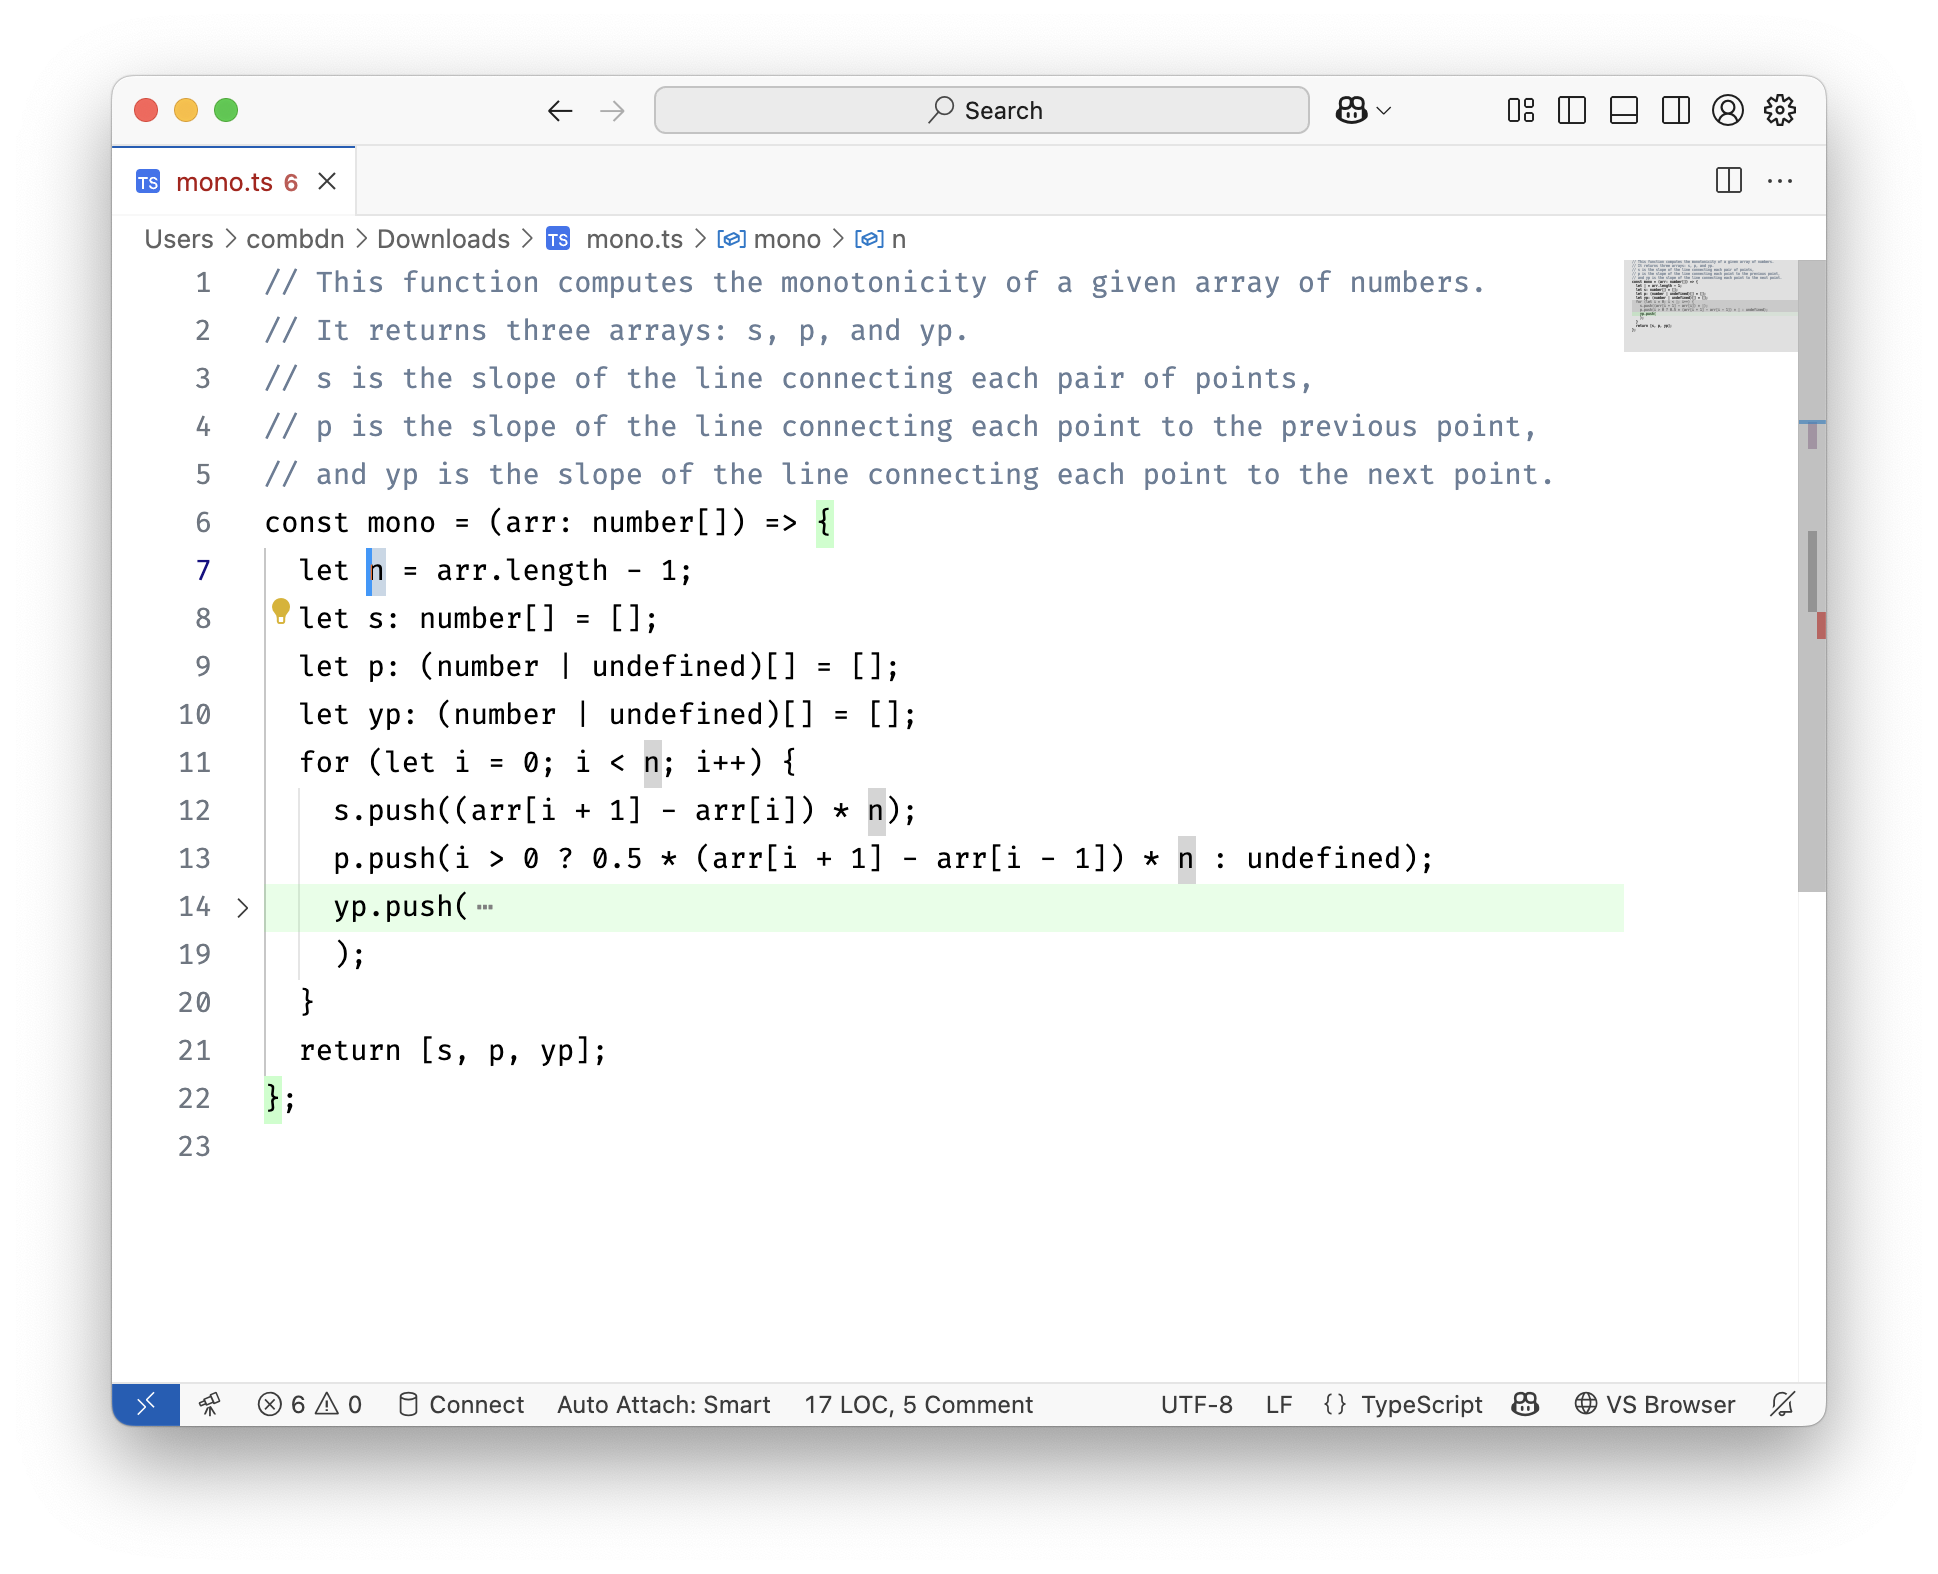 Search
TS mono.ts 6
Users > combdn > Downloads > TS mono.ts > mono > n
1 // This function computes the monotonicity of a given array of numbers.
2 // It returns three arrays: s, p, and yp.
3 // s is the slope of the line connecting each pair of points,
4 // p is the slope of the line connecting each point to the previous point,
5 // and yp is the slope of the line connecting each point to the next point.
6 const mono = (arr: number[]) => {
7 let n = arr.length - 1;
8 let s: number[] = [];
9 let p: (number | undefined)[] = [];
10 let yp: (number | undefined)[] = [];
11 for (let i = 0; i < n; i++) {
12 s.push((arr[i + 1] - arr[i]) * n);
13 p.push(i > 0 ? 0.5 * (arr[i + 1] - arr[i - 1]) * n : undefined);
14 yp.push( ⋯
19 );
20 }
21 return [s, p, yp];
22 };
23
6 0 Connect Auto Attach: Smart 17 LOC, 5 Comment UTF-8 LF {} TypeScript VS Browser